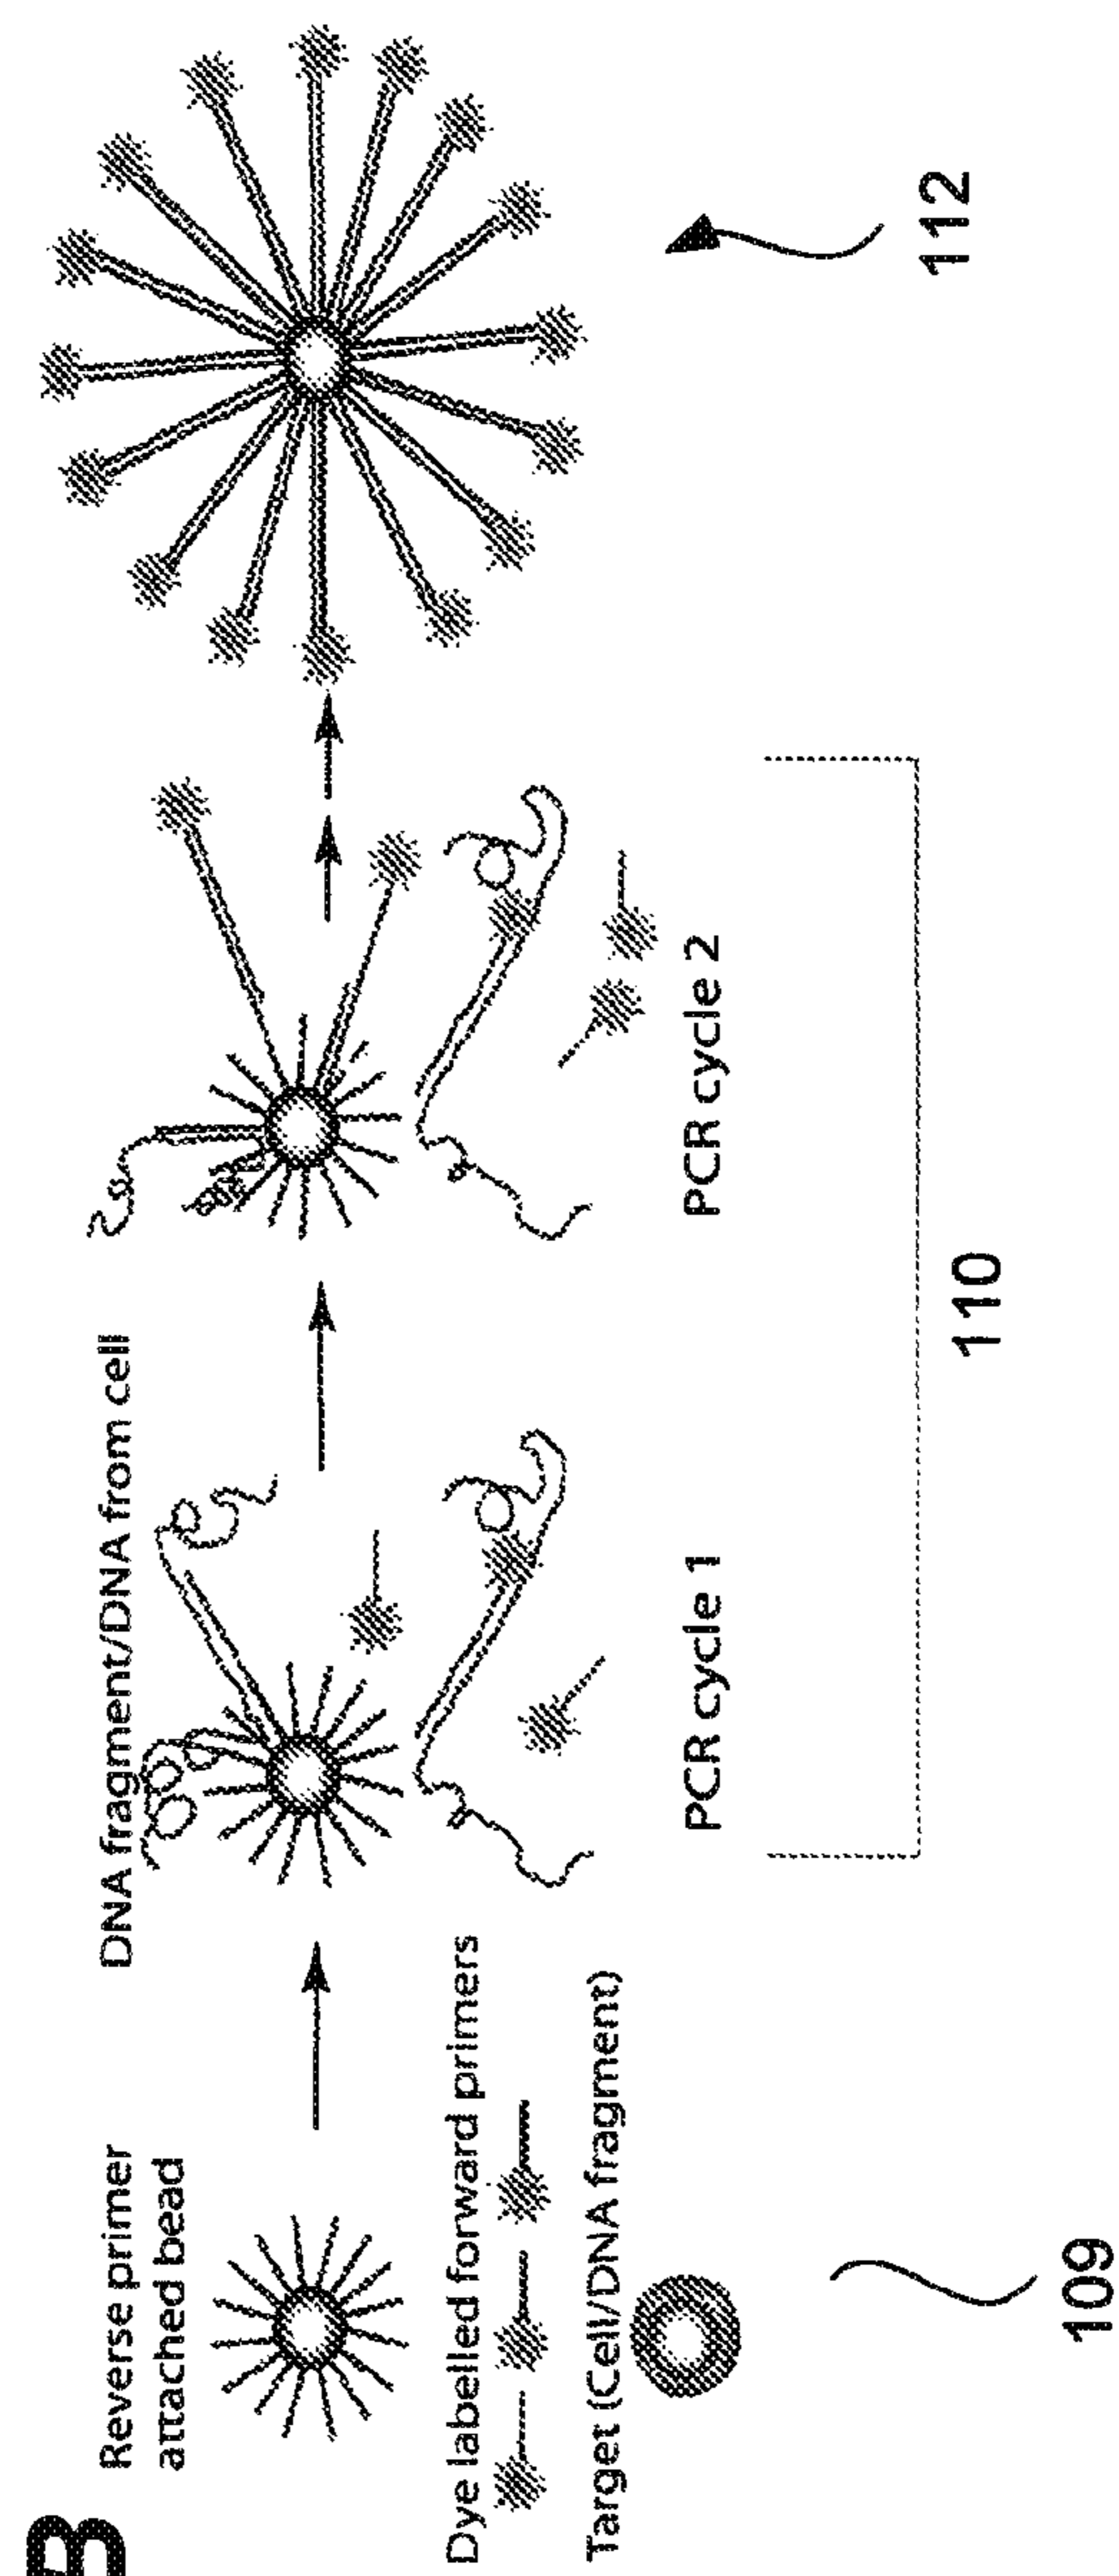 B
Reverse primer
attached bead
Dye labelled forward primers
Target (Cell/DNA fragment)
109
DNA fragment/DNA from cell
PCR cycle 1
PCR cycle 2
110
112